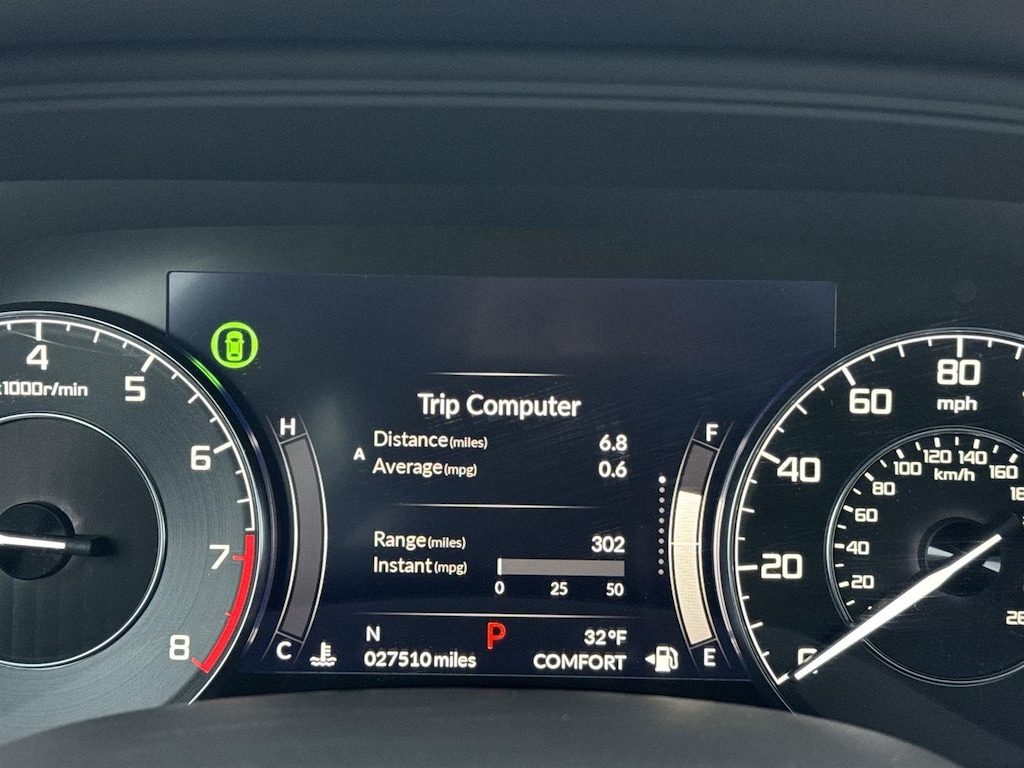 4
x1000r/min
5
6
7
8
H
C
Trip Computer
A
Distance (miles) 6.8
Average (mpg) 0.6
Range (miles) 302
Instant (mpg)
0 25 50
N P 32°F
027510 miles COMFORT
F
E
80
mph
60
40
20
120 140
100 km/h 160
80
60
40
20